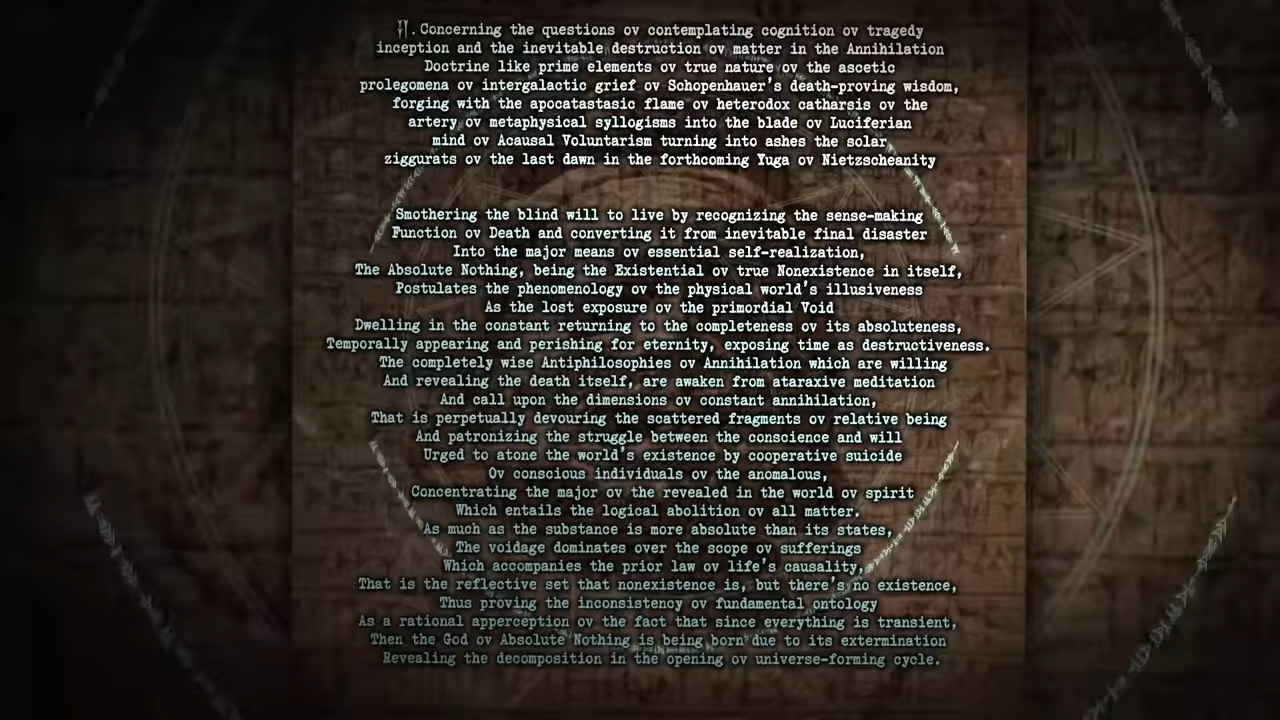 II. Concerning the questions ov contemplating cognition ov tragedy
inception and the inevitable destruction ov matter in the Annihilation
Doctrine like prime elements ov true nature ov the ascetic
prolegomena ov intergalactic grief ov Schopenhauer's death-proving wisdom,
forging with the apocatastasic flame ov heterodox catharsis ov the
artery ov metaphysical syllogisms into the blade ov Luciferian
mind ov Acausal Voluntarism turning into ashes the solar
ziggurats ov the last dawn in the forthcoming Yuga ov Nietzscheanity
Smothering the blind will to live by recognizing the sense-making
Function ov Death and converting it from inevitable final disaster
Into the major means ov essential self-realization,
The Absolute Nothing, being the Existential ov true Nonexistence in itself,
Postulates the phenomenology ov the physical world's illusiveness
As the lost exposure ov the primordial Void
Dwelling in the constant returning to the completeness ov its absoluteness,
Temporally appearing and perishing for eternity, exposing time as destructiveness.
The completely wise Antiphilosophies ov Annihilation which are willing
And revealing the death itself, are awaken from ataraxive meditation
And call upon the dimensions ov constant annihilation,
That is perpetually devouring the scattered fragments ov relative being
And patronizing the struggle between the conscience and will
Urged to atone the world's existence by cooperative suicide
Ov conscious individuals ov the anomalous,
Concentrating the major ov the revealed in the world ov spirit
Which entails the logical abolition ov all matter.
As much as the substance is more absolute than its states,
The voidage dominates over the scope ov sufferings
Which accompanies the prior law ov life's causality,
That is the reflective set that nonexistence is, but there's no existence,
Thus proving the inconsistency ov fundamental ontology
As a rational apperception ov the fact that since everything is transient,
Then the God ov Absolute Nothing is being born due to its extermination
Revealing the decomposition in the opening ov universe-forming cycle.